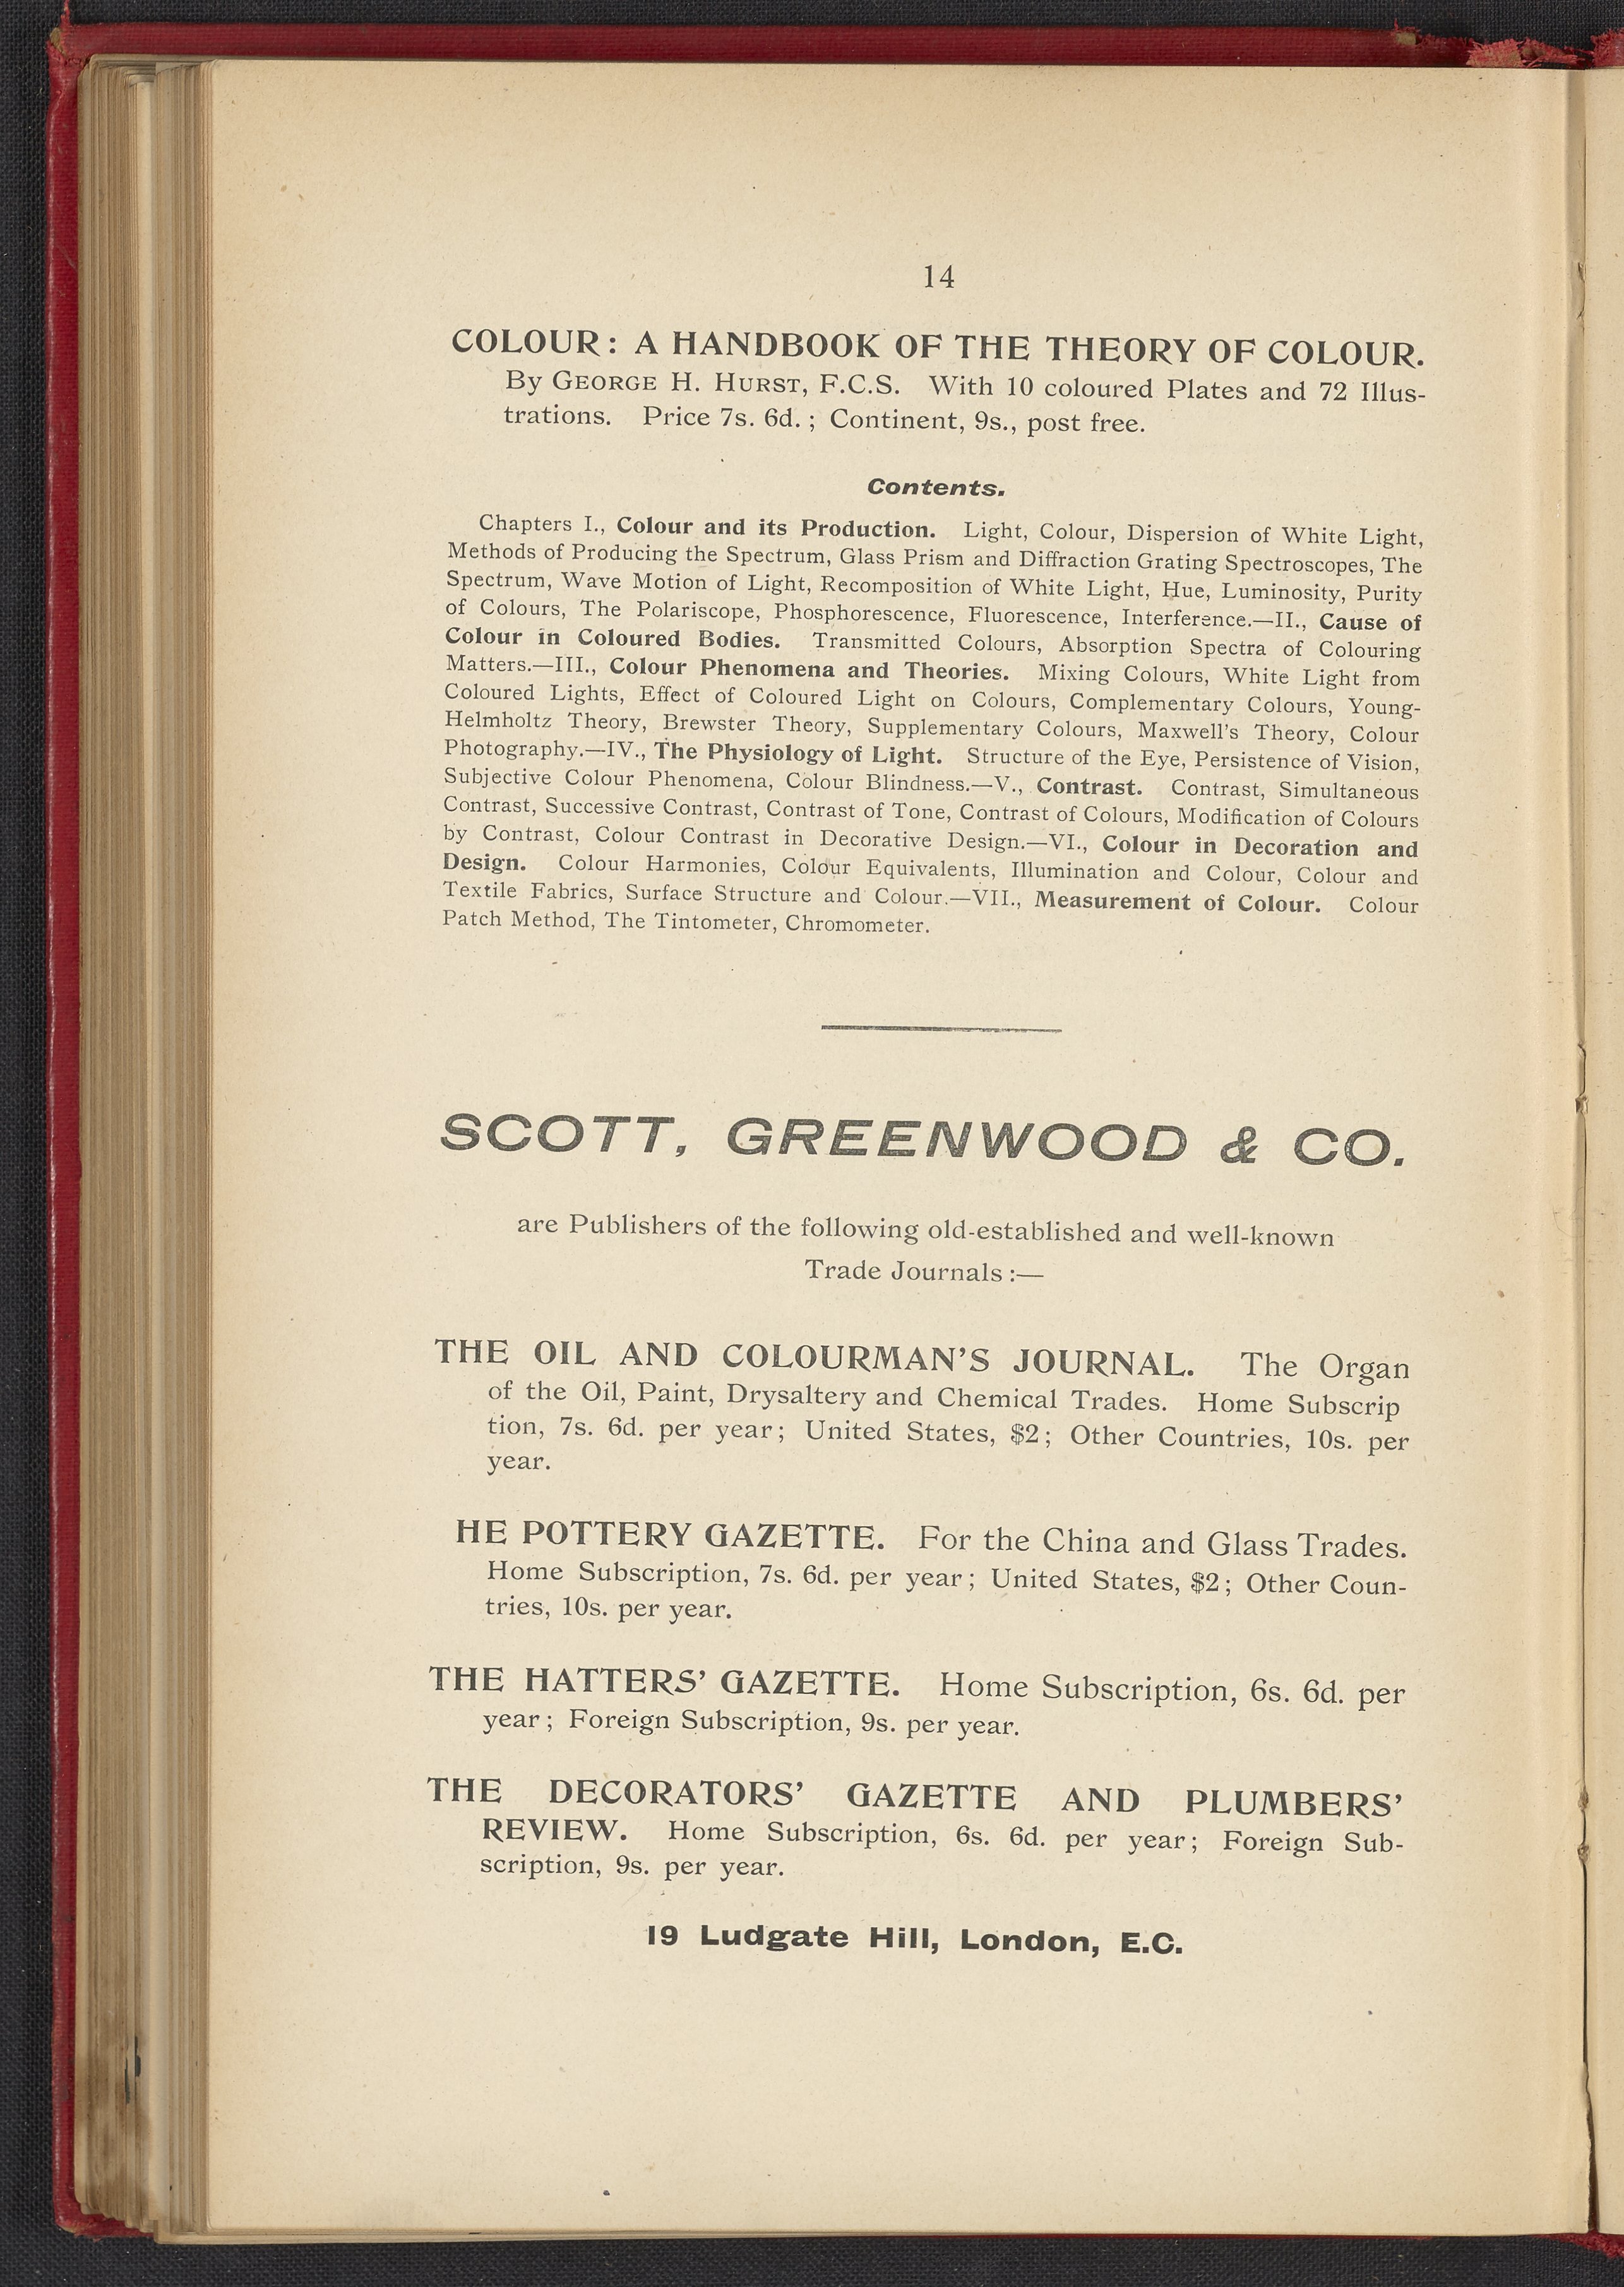 14
COLOUR: A HANDBOOK OF THE THEORY OF COLOUR.
By GEORGE H. HURST, F.C.S. With 10 coloured Plates and 72 Illus-
trations. Price 7s. 6d. ; Continent, 9s., post free.
Contents.
Chapters I., Colour and its Production. Light, Colour, Dispersion of White Light,
Methods of Producing the Spectrum, Glass Prism and Diffraction Grating Spectroscopes, The
Spectrum, Wave Motion of Light, Recomposition of White Light, Hue, Luminosity, Purity
of Colours, The Polariscope, Phosphorescence, Fluorescence, Interference.—II., Cause of
Colour in Coloured Bodies. Transmitted Colours, Absorption Spectra of Colouring
Matters.—III., Colour Phenomena and Theories. Mixing Colours, White Light from
Coloured Lights, Effect of Coloured Light on Colours, Complementary Colours, Young-
Helmholtz Theory, Brewster Theory, Supplementary Colours, Maxwell's Theory, Colour
Photography.—IV., The Physiology of Light. Structure of the Eye, Persistence of Vision,
Subjective Colour Phenomena, Colour Blindness.—V., Contrast. Contrast, Simultaneous
Contrast, Successive Contrast, Contrast of Tone, Contrast of Colours, Modification of Colours
by Contrast, Colour Contrast in Decorative Design.—VI., Colour in Decoration and
Design. Colour Harmonies, Colour Equivalents, Illumination and Colour, Colour and
Textile Fabrics, Surface Structure and Colour.—VII., Measurement of Colour. Colour
Patch Method, The Tintometer, Chromometer.
SCOTT, GREENWOOD & CO.
are Publishers of the following old-established and well-known
Trade Journals :—
THE OIL AND COLOURMAN'S JOURNAL. The Organ
of the Oil, Paint, Drysaltery and Chemical Trades. Home Subscrip
tion, 7s. 6d. per year; United States, $2; Other Countries, 10s. per
year.
HE POTTERY GAZETTE. For the China and Glass Trades.
Home Subscription, 7s. 6d. per year; United States, $2; Other Coun-
tries, 10s. per year.
THE HATTERS' GAZETTE. Home Subscription, 6s. 6d. per
year; Foreign Subscription, 9s. per year.
THE DECORATORS' GAZETTE AND PLUMBERS'
REVIEW. Home Subscription, 6s. 6d. per year; Foreign Sub-
scription, 9s. per year.
19 Ludgate Hill, London, E.C.